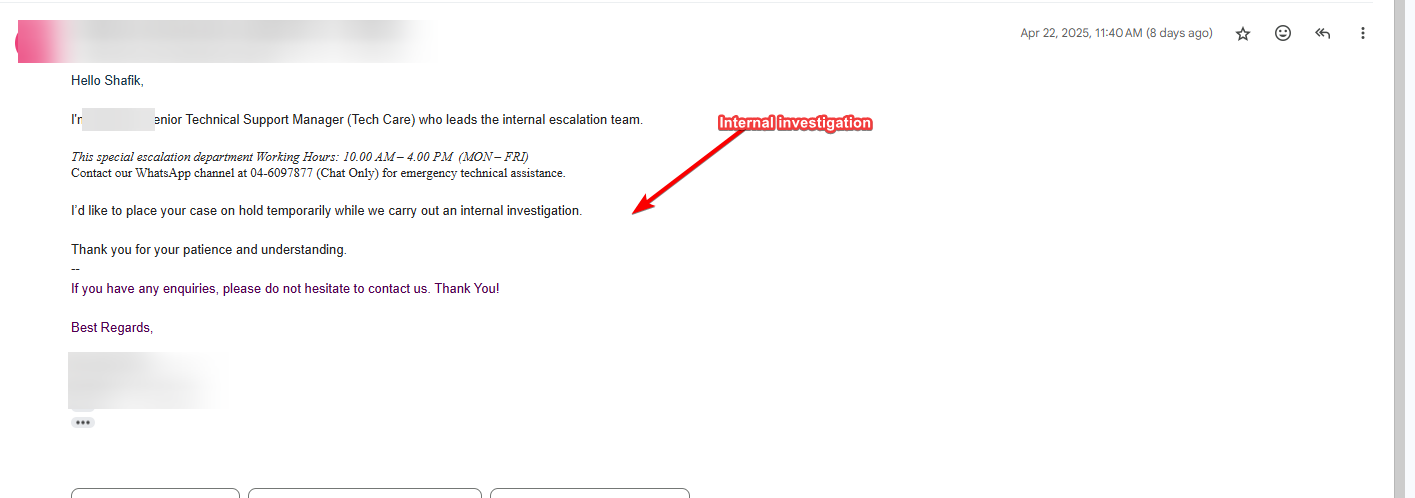 Apr 22, 2025, 11:40 AM (8 days ago)
Hello Shafik,
I'm enior Technical Support Manager (Tech Care) who leads the internal escalation team.
Internal investigation
This special escalation department Working Hours: 10.00 AM – 4.00 PM (MON – FRI)
Contact our WhatsApp channel at 04-6097877 (Chat Only) for emergency technical assistance.
I'd like to place your case on hold temporarily while we carry out an internal investigation.
Thank you for your patience and understanding.
--
If you have any enquiries, please do not hesitate to contact us. Thank You!
Best Regards,